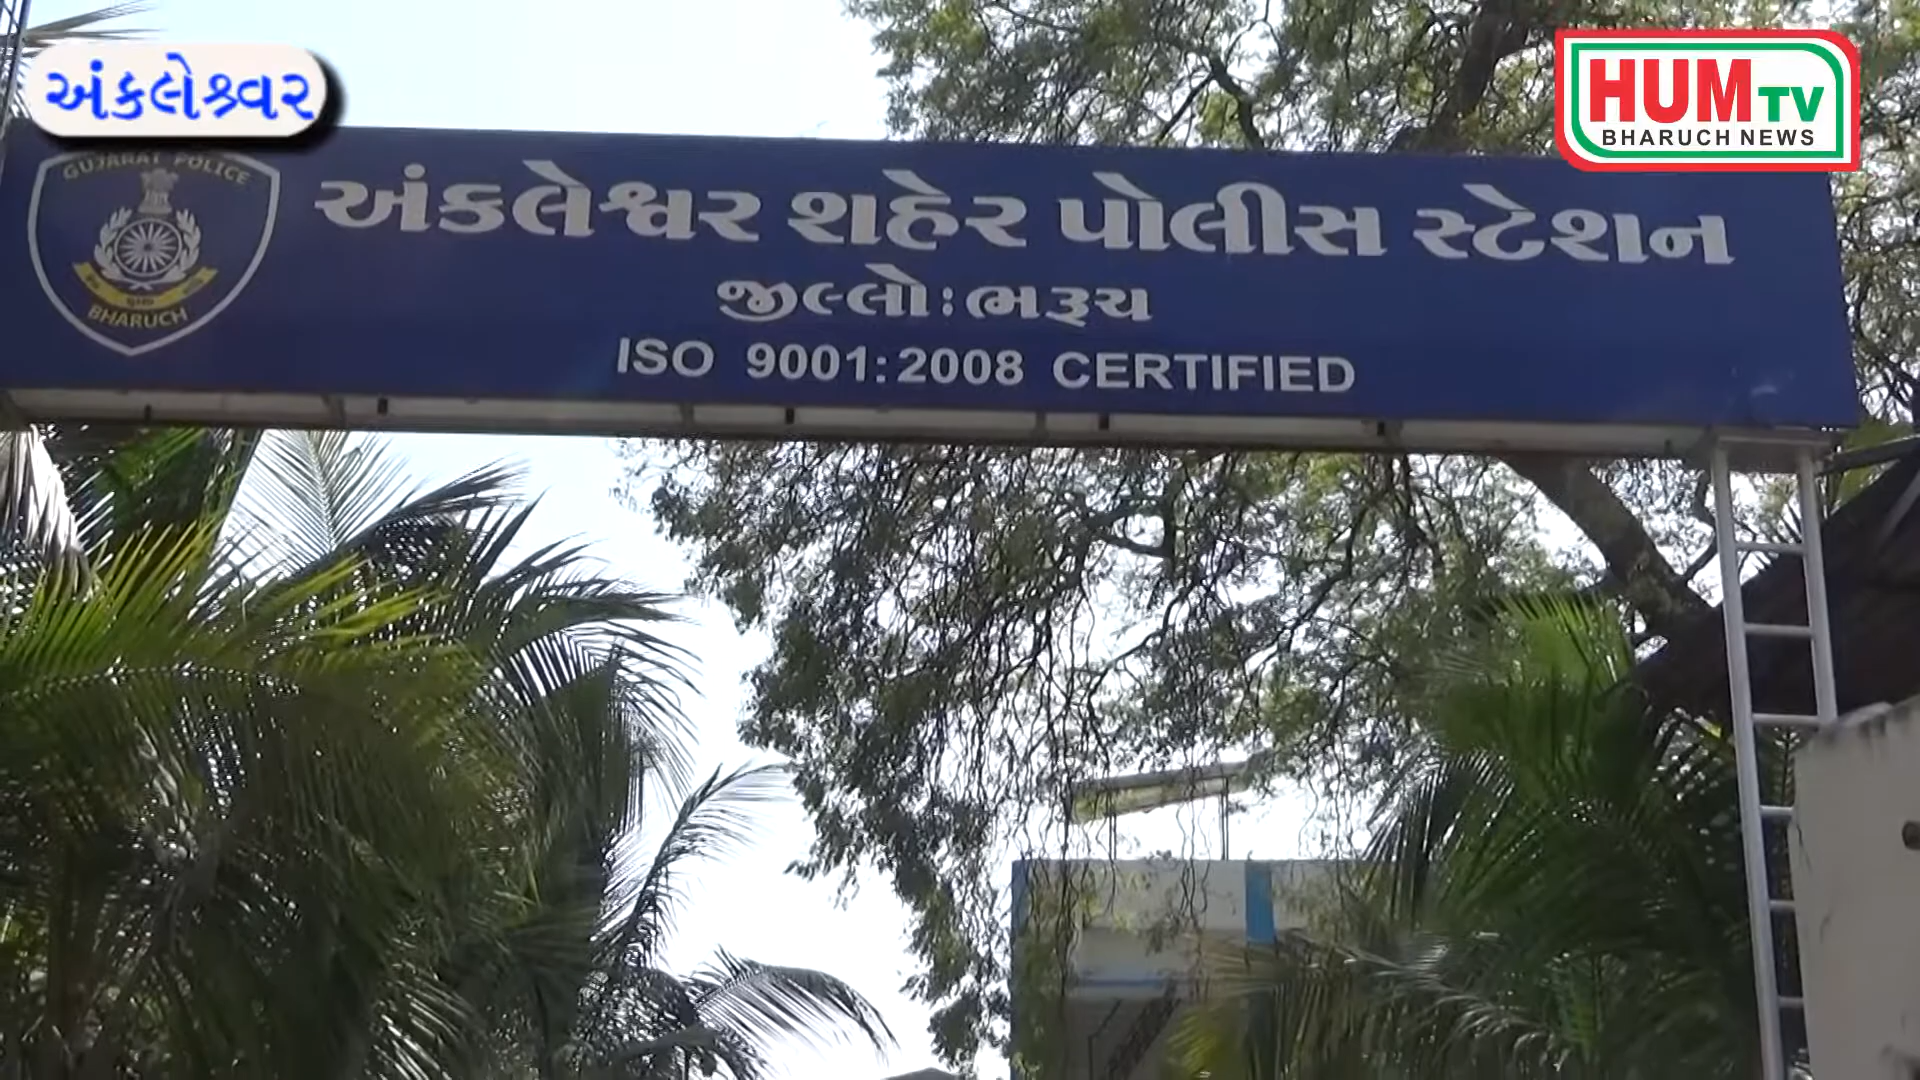 અંકલેશ્વર
HUM TV
BHARUCH NEWS
GUJARAT POLICE
BHARUCH
અંકલેશ્વર શહેર પોલીસ સ્ટેશન
જીલ્લો : ભરૂચ
ISO 9001:2008 CERTIFIED